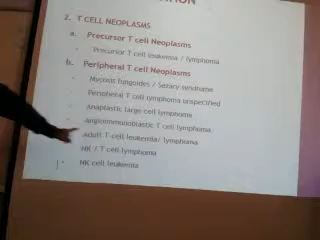 2. T CELL NEOPLASMS
a. Precursor T cell Neoplasms
- Precursor T cell leukemia / lymphoma
b. Peripheral T cell Neoplasms
- Mycosis fungoides / Sezary syndrome
- Peripheral T cell lymphoma unspecified
- Anaplastic large cell lymphoma
- Angioimmunoblastic T cell lymphoma
- Adult T cell leukemia/ lymphoma
- NK / T cell lymphoma
- NK cell leukemia